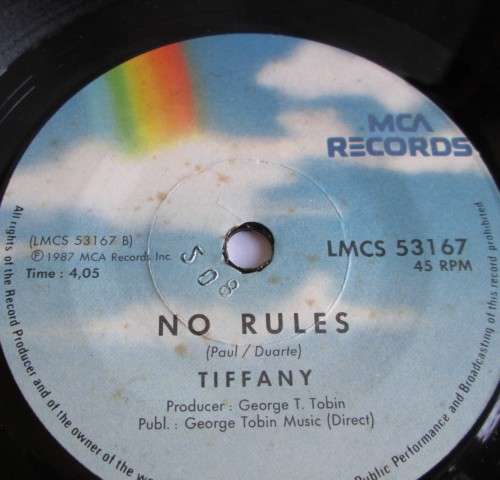 MCA
RECORDS
(LMCS 53167 B)
℗ 1987 MCA Records Inc.
Time : 4,05
LMCS 53167
45 RPM
508
NO RULES
(Paul / Duarte)
TIFFANY
Producer : George T. Tobin
Publ. : George Tobin Music (Direct)
All rights of the Record Producer and of the owner of the
Public Performance and Broadcasting of this record prohibited